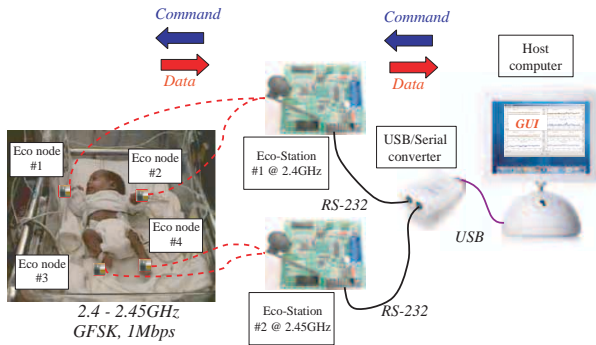 Command
Data
Command
Data
Host
computer
GUI
Eco node
#1
Eco node
#2
Eco node
#3
Eco node
#4
Eco-Station
#1 @ 2.4GHz
USB/Serial
converter
RS-232
USB
RS-232
Eco-Station
#2 @ 2.45GHz
2.4 - 2.45GHz
GFSK, 1Mbps